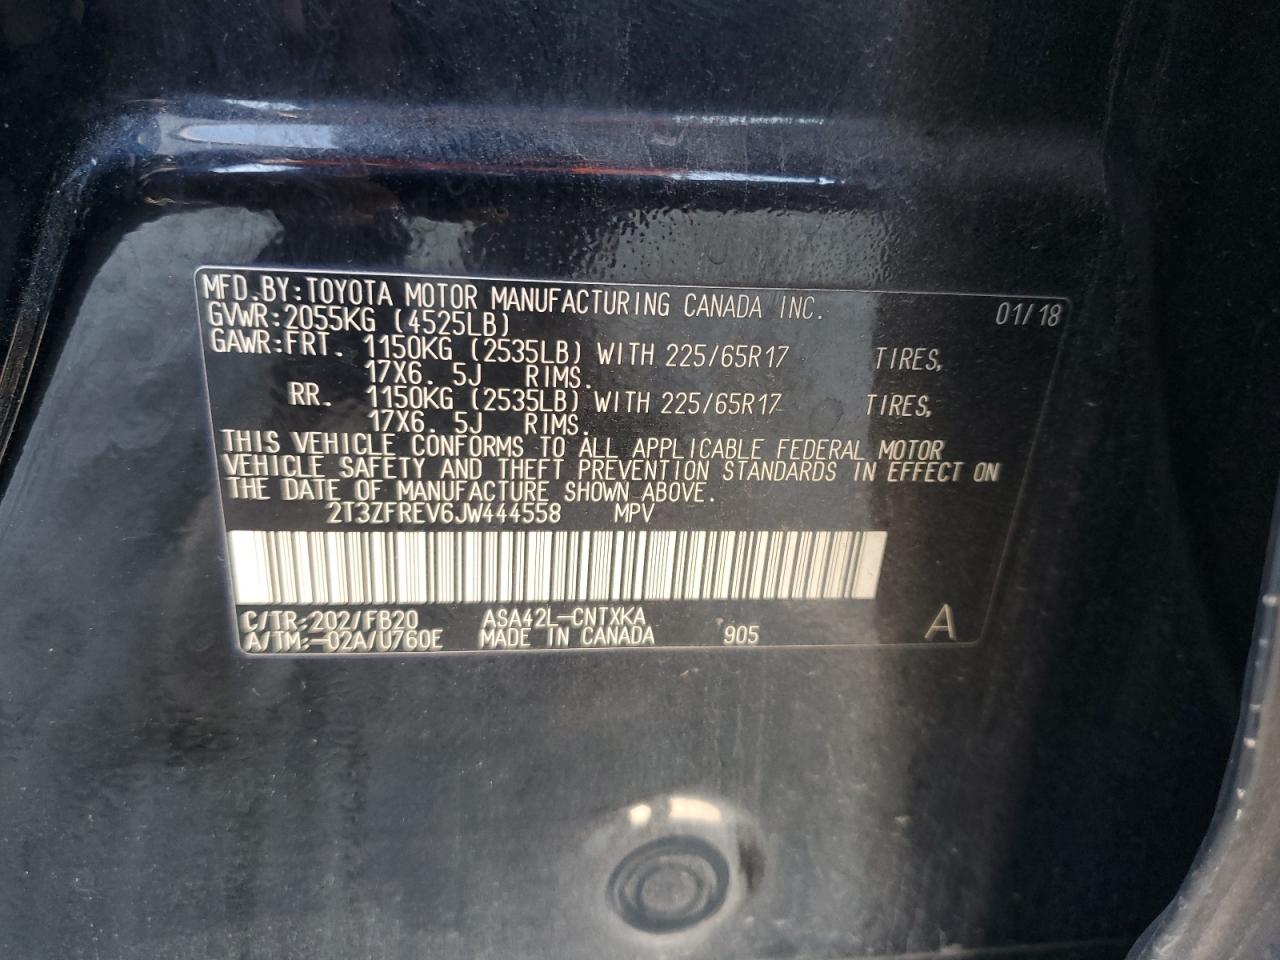 MFD.BY:TOYOTA MOTOR MANUFACTURING CANADA INC. 01/18
GVWR:2055KG (4525LB)
GAWR:FRT. 1150KG (2535LB) WITH 225/65R17 TIRES,
17X6.5J RIMS.
RR. 1150KG (2535LB) WITH 225/65R17 TIRES,
17X6.5J RIMS.
THIS VEHICLE CONFORMS TO ALL APPLICABLE FEDERAL MOTOR
VEHICLE SAFETY AND THEFT PREVENTION STANDARDS IN EFFECT ON
THE DATE OF MANUFACTURE SHOWN ABOVE.
2T3ZFREV6JW444558 MPV
C/TR:202/FB20 ASA42L-CNTXKA
A/TM:-02A/U760E MADE IN CANADA 905 A